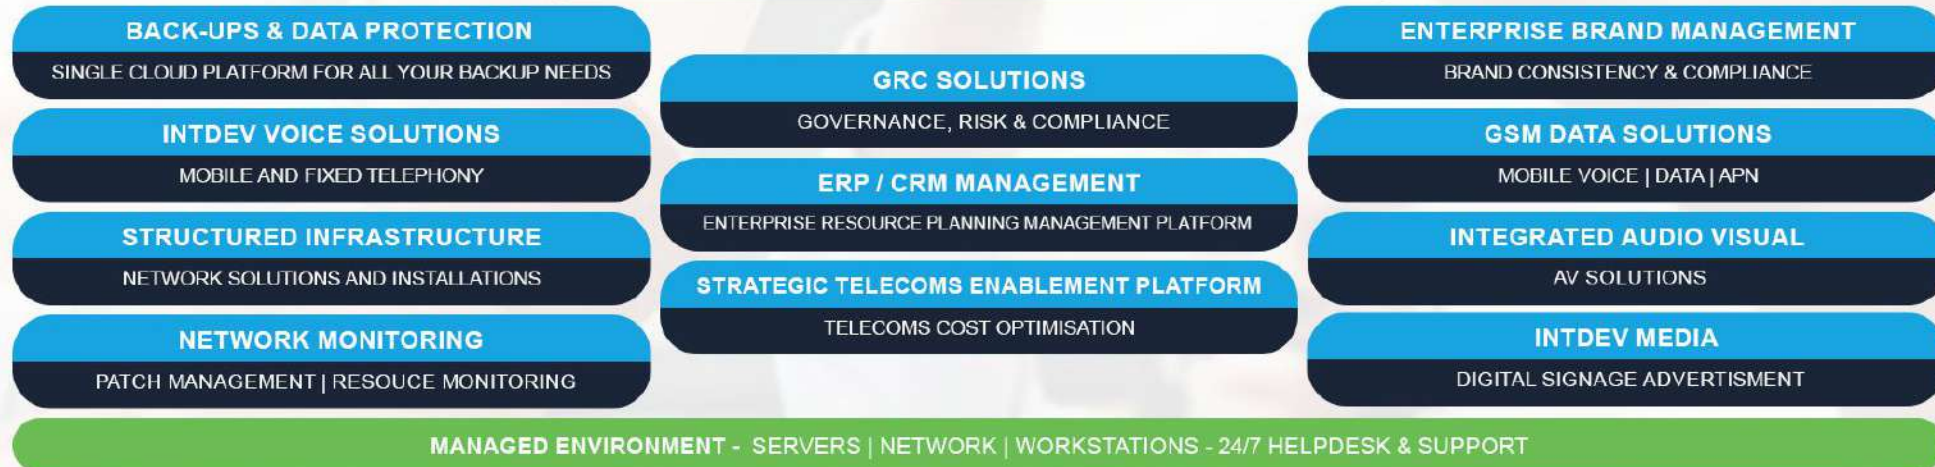 BACK-UPS & DATA PROTECTION
SINGLE CLOUD PLATFORM FOR ALL YOUR BACKUP NEEDS
INTDEV VOICE SOLUTIONS
MOBILE AND FIXED TELEPHONY
STRUCTURED INFRASTRUCTURE
NETWORK SOLUTIONS AND INSTALLATIONS
NETWORK MONITORING
PATCH MANAGEMENT | RESOUCE MONITORING
GRC SOLUTIONS
GOVERNANCE, RISK & COMPLIANCE
ERP / CRM MANAGEMENT
ENTERPRISE RESOURCE PLANNING MANAGEMENT PLATFORM
STRATEGIC TELECOMS ENABLEMENT PLATFORM
TELECOMS COST OPTIMISATION
ENTERPRISE BRAND MANAGEMENT
BRAND CONSISTENCY & COMPLIANCE
GSM DATA SOLUTIONS
MOBILE VOICE | DATA | APN
INTEGRATED AUDIO VISUAL
AV SOLUTIONS
INTDEV MEDIA
DIGITAL SIGNAGE ADVERTISMENT
MANAGED ENVIRONMENT - SERVERS | NETWORK | WORKSTATIONS - 24/7 HELPDESK & SUPPORT